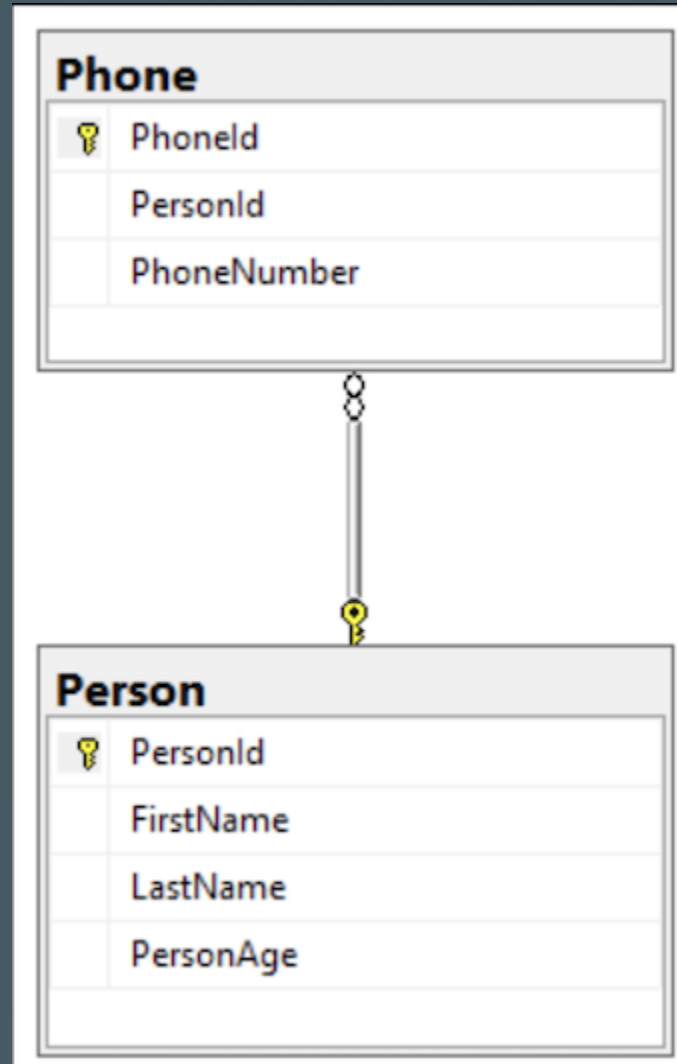 Phone
PhoneId
PersonId
PhoneNumber
Person
PersonId
FirstName
LastName
PersonAge